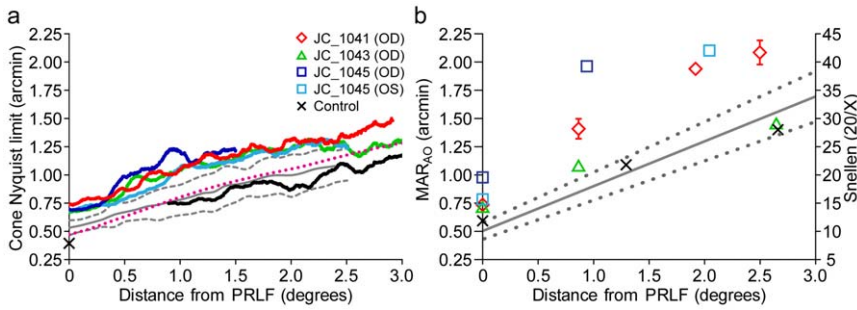 a
Cone Nyquist limit (arcmin)
2.25
2.00
1.75
1.50
1.25
1.00
0.75
0.50
0.25
JC_1041 (OD)
JC_1043 (OD)
JC_1045 (OD)
JC_1045 (OS)
Control
0 0.5 1.0 1.5 2.0 2.5 3.0
Distance from PRLF (degrees)
b
MARAO (arcmin)
2.25
2.00
1.75
1.50
1.25
1.00
0.75
0.50
0.25
0 0.5 1.0 1.5 2.0 2.5 3.0
Distance from PRLF (degrees)
45
40
35
30
25
20
15
10
5
Snellen (20/X)